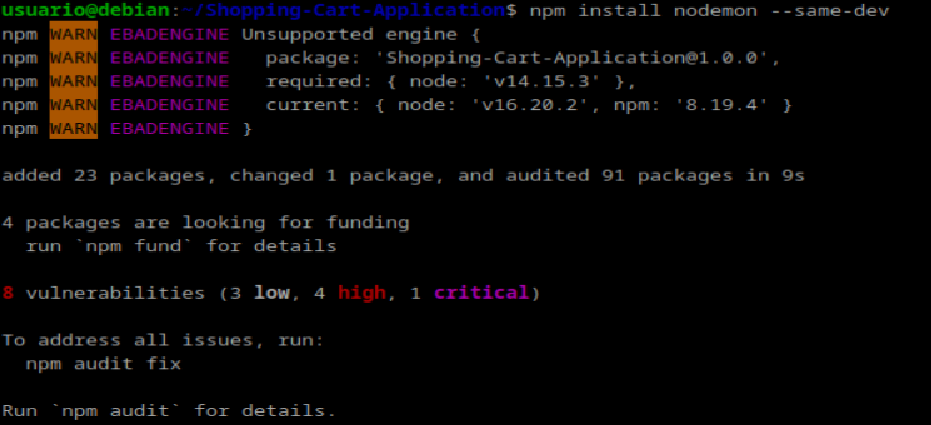 usuario@debian:~/Shopping-Cart-Application$ npm install nodemon --same-dev
npm WARN EBADENGINE Unsupported engine {
npm WARN EBADENGINE   package: 'Shopping-Cart-Application@1.0.0',
npm WARN EBADENGINE   required: { node: 'v14.15.3' },
npm WARN EBADENGINE   current: { node: 'v16.20.2', npm: '8.19.4' }
npm WARN EBADENGINE }
added 23 packages, changed 1 package, and audited 91 packages in 9s
4 packages are looking for funding
  run `npm fund` for details
8 vulnerabilities (3 low, 4 high, 1 critical)
To address all issues, run:
  npm audit fix
Run `npm audit` for details.